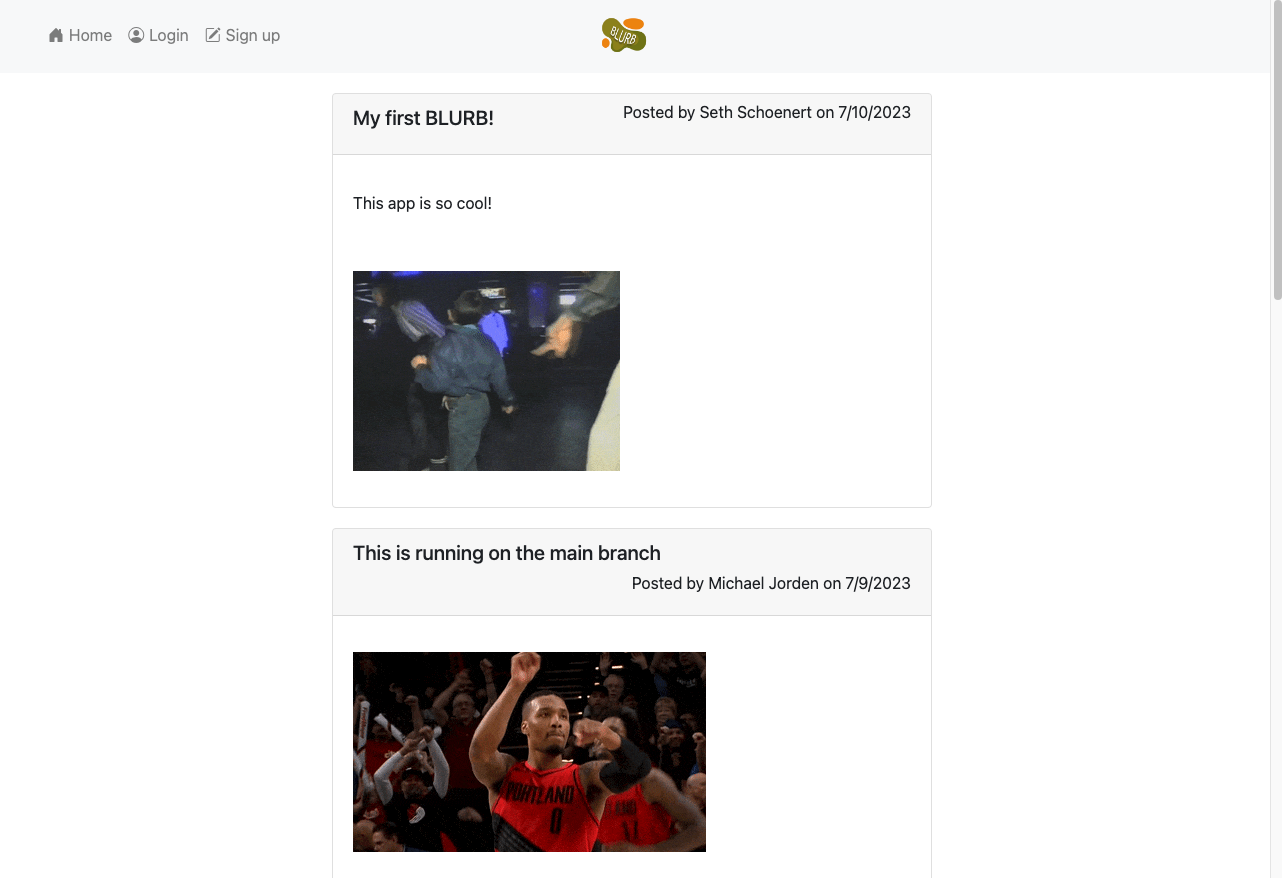 Home Login Sign up
BLURB
My first BLURB!
Posted by Seth Schoenert on 7/10/2023
This app is so cool!
This is running on the main branch
Posted by Michael Jorden on 7/9/2023
PORTLAND
0